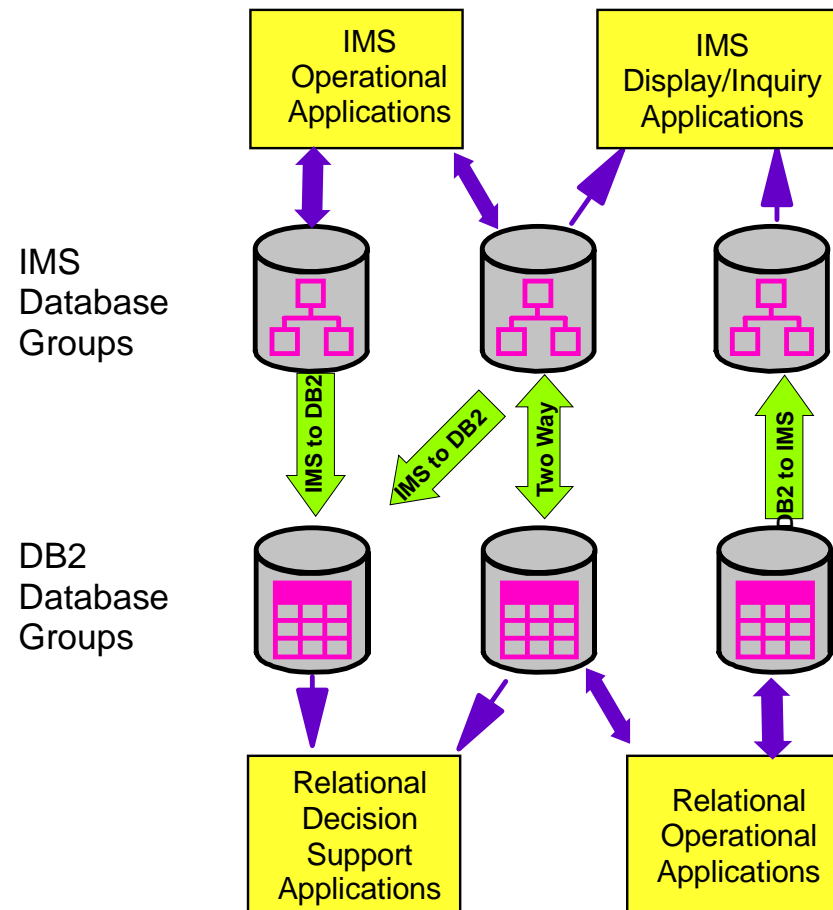 IMS
Operational
Applications
IMS
Display/Inquiry
Applications
IMS
Database
Groups
IMS to DB2
IMS to DB2
Two Way
DB2 to IMS
DB2
Database
Groups
Relational
Decision
Support
Applications
Relational
Operational
Applications